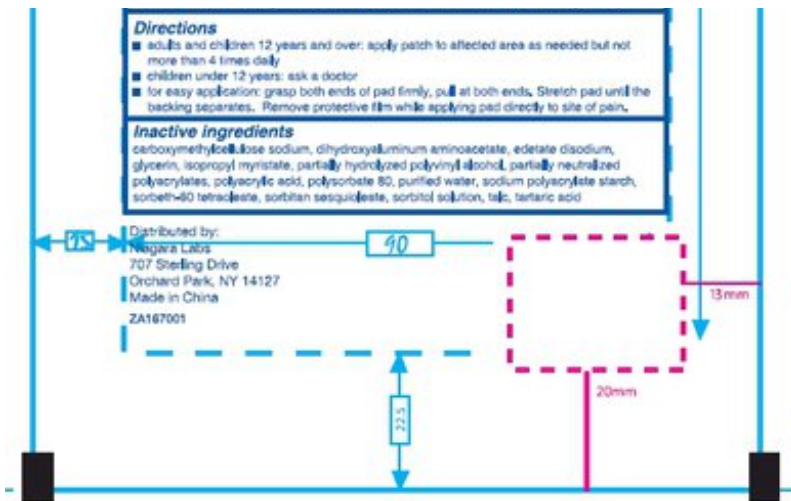 Directions
■ adults and children 12 years and over: apply patch to affected area as needed but not
more than 4 times daily
■ children under 12 years: ask a doctor
■ for easy application: grasp both ends of pad firmly, pull at both ends. Stretch pad until the
backing separates. Remove protective film while applying pad directly to site of pain.
Inactive ingredients
carboxymethylcellulose sodium, dihydroxyaluminum aminoacetate, edetate disodium,
glycerin, isopropyl myristate, partially hydrolyzed polyvinyl alcohol, partially neutralized
polyacrylates, polyacrylic acid, polysorbate 80, purified water, sodium polyacrylate starch,
sorbeth-60 tetraoleate, sorbitan sesquioleate, sorbitol solution, talc, tartaric acid
Distributed by:
15
90
Niagara Labs
707 Sterling Drive
Orchard Park, NY 14127
13mm
Made in China
ZA167001
20mm
22.5